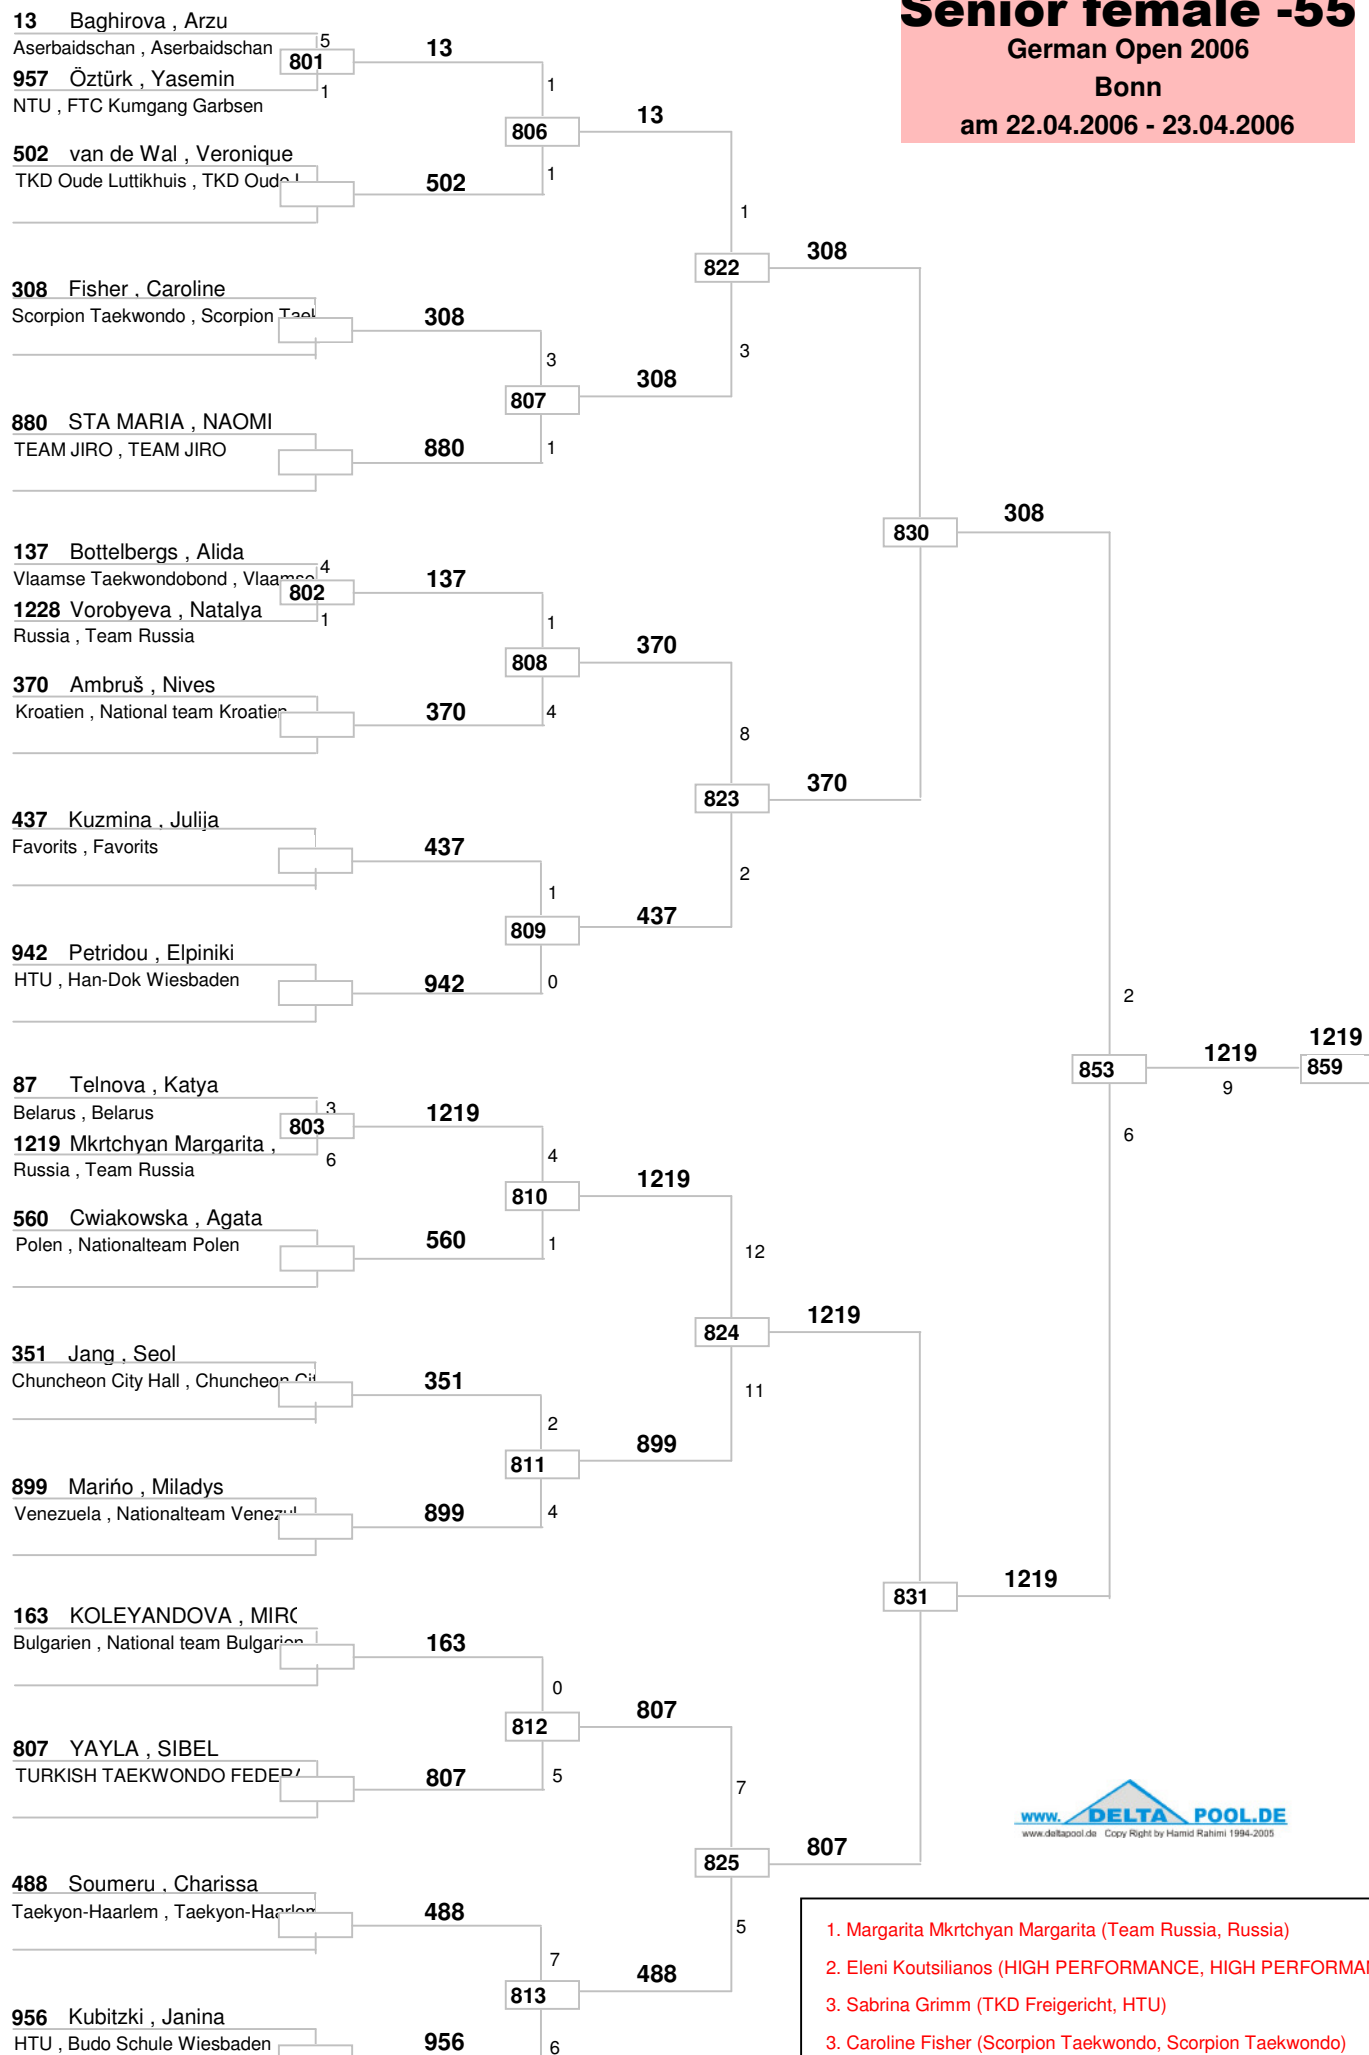 Senior female -55
German Open 2006
Bonn
am 22.04.2006 - 23.04.2006
13 Baghirova , Arzu
Aserbaidschan , Aserbaidschan
5
801
13
957 Öztürk , Yasemin
1
NTU , FTC Kumgang Garbsen
1
806
13
502 van de Wal , Veronique
TKD Oude Luttikhuis , TKD Oude
502
1
1
822
308
308 Fisher , Caroline
Scorpion Taekwondo , Scorpion Taek
308
3
3
807
308
880 STA MARIA , NAOMI
TEAM JIRO , TEAM JIRO
880
1
830
308
137 Bottelbergs , Alida
Vlaamse Taekwondobond , Vlaamse
4
802
137
1228 Vorobyeva , Natalya
1
Russia , Team Russia
1
808
370
370 Ambruš , Nives
Kroatien , National team Kroatien
370
4
8
823
370
437 Kuzmina , Julija
Favorits , Favorits
437
2
1
809
437
942 Petridou , Elpiniki
HTU , Han-Dok Wiesbaden
942
0
2
853
1219
9
1219
859
87 Telnova , Katya
Belarus , Belarus
3
803
1219
1219 Mkrtchyan Margarita ,
6
Russia , Team Russia
6
4
810
1219
560 Cwiakowska , Agata
Polen , Nationalteam Polen
560
1
12
824
1219
351 Jang , Seol
Chuncheon City Hall , Chuncheon Cit
351
11
2
811
899
899 Marińo , Miladys
Venezuela , Nationalteam Venezul
899
4
831
1219
163 KOLEYANDOVA , MIRO
Bulgarien , National team Bulgarien
163
0
812
807
807 YAYLA , SIBEL
TURKISH TAEKWONDO FEDERA
807
5
7
www. DELTA POOL.DE
www.deltapool.de Copy Right by Hamid Rahimi 1994-2005
825
807
488 Soumeru , Charissa
Taekyon-Haarlem , Taekyon-Haarlem
488
5
7
813
488
956 Kubitzki , Janina
HTU , Budo Schule Wiesbaden
956
6
1. Margarita Mkrtchyan Margarita (Team Russia, Russia)
2. Eleni Koutsilianos (HIGH PERFORMANCE, HIGH PERFORMAN
3. Sabrina Grimm (TKD Freigericht, HTU)
3. Caroline Fisher (Scorpion Taekwondo, Scorpion Taekwondo)